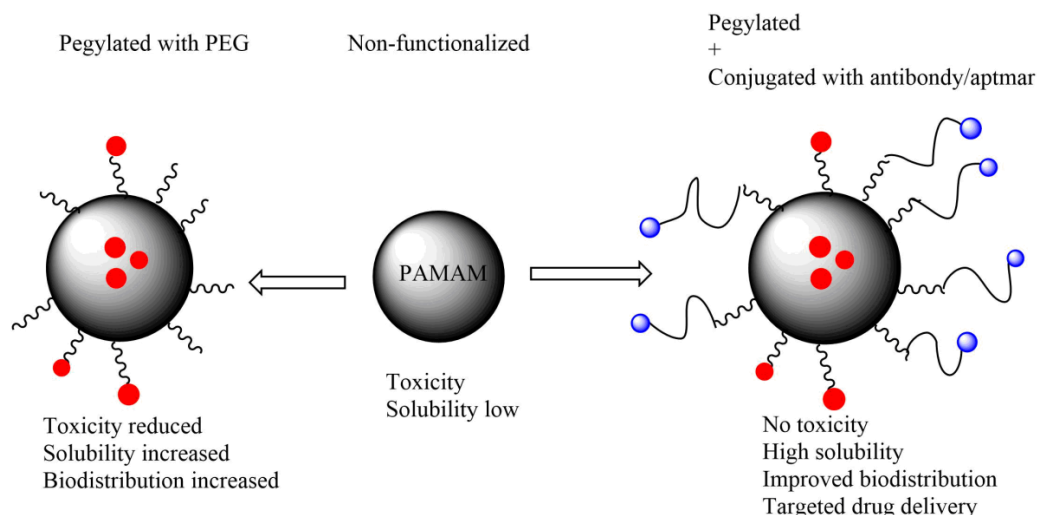 Pegylated with PEG
Non-functionalized
Pegylated
+
Conjugated with antibondy/aptmar
PAMAM
Toxicity reduced
Solubility increased
Biodistribution increased
Toxicity
Solubility low
No toxicity
High solubility
Improved biodistribution
Targeted drug delivery